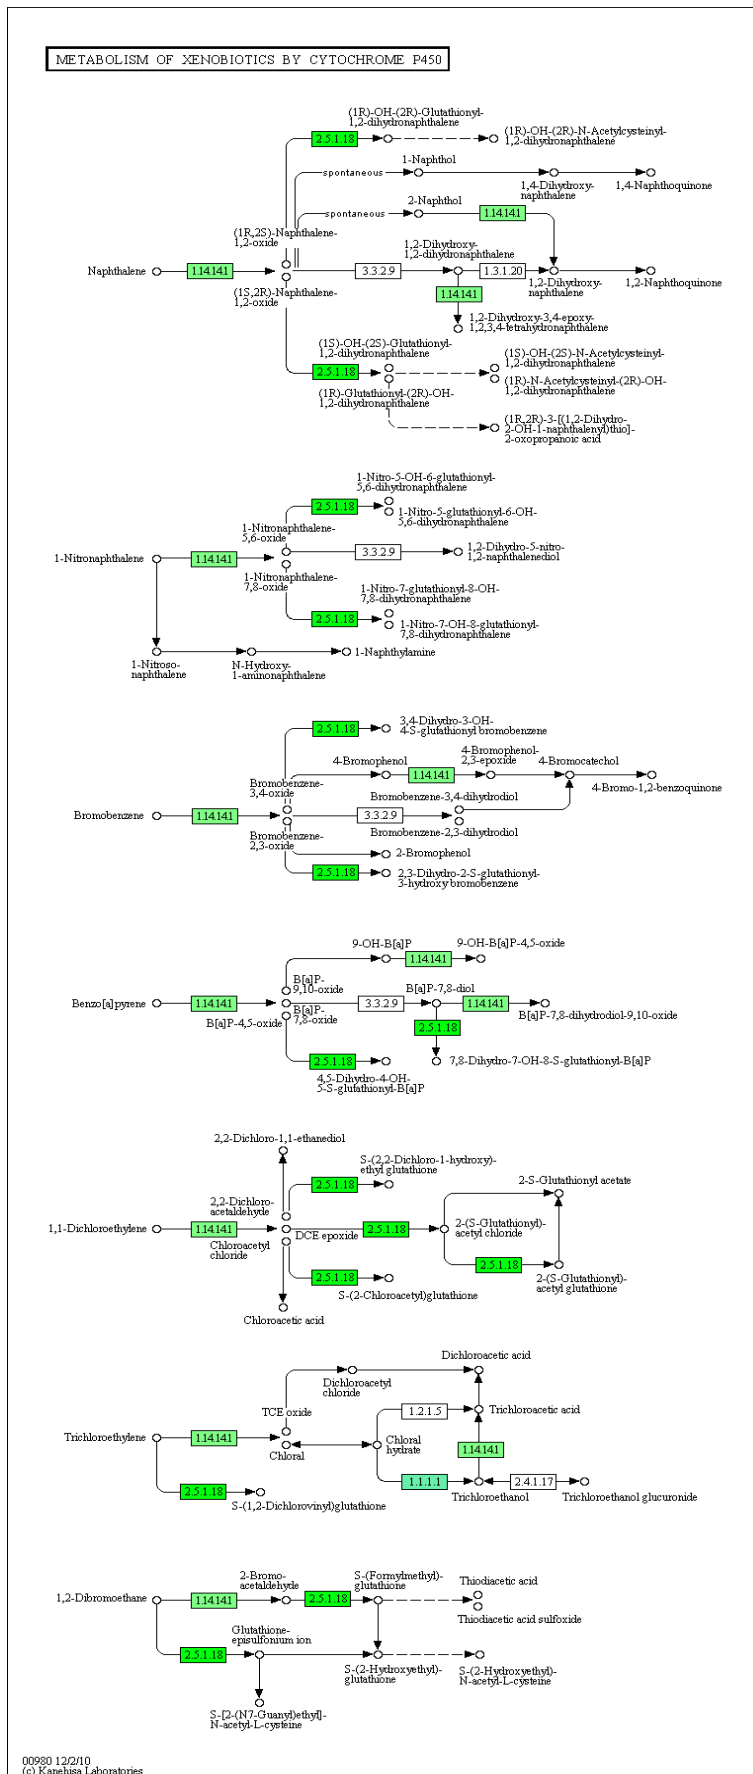 METABOLISM OF XENOBIOTICS BY CYTOCHROME P450
(1R)-OH-(2R)-Glutathionyl-
1,2-dihydronaphthalene
2.5.1.18
(1R)-OH-(2R)-N-Acetylcysteinyl-
1,2-dihydronaphthalene
1-Naphthol
spontaneous
1,4-Dihydroxy-
naphthalene
1,4-Naphthoquinone
2-Naphthol
spontaneous
1.14.14.1
(1R,2S)-Naphthalene-
1,2-oxide
1,2-Dihydroxy-
1,2-dihydronaphthalene
Naphthalene
1.14.14.1
3.3.2.9
1.3.1.20
1,2-Dihydroxy-
naphthalene
1,2-Naphthoquinone
(1S,2R)-Naphthalene-
1,2-oxide
1.14.14.1
1,2-Dihydroxy-3,4-epoxy-
1,2,3,4-tetrahydronaphthalene
(1S)-OH-(2S)-Glutathionyl-
1,2-dihydronaphthalene
2.5.1.18
(1S)-OH-(2S)-N-Acetylcysteinyl-
1,2-dihydronaphthalene
(1R)-Glutathionyl-(2R)-OH-
1,2-dihydronaphthalene
(1R)-N-Acetylcysteinyl-(2R)-OH-
1,2-dihydronaphthalene
(1R,2R)-3-[(1,2-Dihydro-
2-OH-1-naphthalenyl)thio]-
2-oxopropanoic acid
1-Nitro-5-OH-6-glutathionyl-
5,6-dihydronaphthalene
2.5.1.18
1-Nitro-5-glutathionyl-6-OH-
5,6-dihydronaphthalene
1-Nitronaphthalene-
5,6-oxide
1-Nitronaphthalene
1.14.14.1
3.3.2.9
1,2-Dihydro-5-nitro-
1,2-naphthalenediol
1-Nitronaphthalene-
7,8-oxide
1-Nitro-7-glutathionyl-8-OH-
7,8-dihydronaphthalene
2.5.1.18
1-Nitro-7-OH-8-glutathionyl-
7,8-dihydronaphthalene
1-Nitroso-
naphthalene
N-Hydroxy-
1-aminonaphthalene
1-Naphthylamine
2.5.1.18
3,4-Dihydro-3-OH-
4-S-glutathionyl bromobenzene
4-Bromophenol
1.14.14.1
4-Bromophenol-
2,3-epoxide
4-Bromocatechol
4-Bromo-1,2-benzoquinone
Bromobenzene-
3,4-oxide
Bromobenzene-3,4-dihydrodiol
Bromobenzene
1.14.14.1
3.3.2.9
Bromobenzene-2,3-dihydrodiol
Bromobenzene-
2,3-oxide
2-Bromophenol
2.5.1.18
2,3-Dihydro-2-S-glutathionyl-
3-hydroxy bromobenzene
9-OH-B[a]P
1.14.14.1
9-OH-B[a]P-4,5-oxide
B[a]P-
9,10-oxide
B[a]P-7,8-diol
Benzo[a]pyrene
1.14.14.1
3.3.2.9
1.14.14.1
B[a]P-7,8-dihydrodiol-9,10-oxide
B[a]P-4,5-oxide
B[a]P-
7,8-oxide
2.5.1.18
2.5.1.18
7,8-Dihydro-7-OH-8-S-glutathionyl-B[a]P
4,5-Dihydro-4-OH-
5-S-glutathionyl-B[a]P
2,2-Dichloro-1,1-ethanediol
S-(2,2-Dichloro-1-hydroxy)-
ethyl glutathione
2.5.1.18
2-S-Glutathionyl acetate
2,2-Dichloro-
acetaldehyde
1,1-Dichloroethylene
1.14.14.1
DCE epoxide
2.5.1.18
2-(S-Glutathionyl)-
acetyl chloride
Chloroacetyl
chloride
2.5.1.18
2.5.1.18
2-(S-Glutathionyl)-
acetyl glutathione
S-(2-Chloroacetyl)glutathione
Chloroacetic acid
Dichloroacetic acid
Dichloroacetyl
chloride
TCE oxide
1.2.1.5
Trichloroacetic acid
Trichloroethylene
1.14.14.1
Chloral
Chloral
hydrate
1.14.14.1
1.1.1.1
Trichloroethanol
2.4.1.17
Trichloroethanol glucuronide
2.5.1.18
S-(1,2-Dichlorovinyl)glutathione
2-Bromo-
acetaldehyde
S-(Formylmethyl)-
glutathione
Thiodiacetic acid
1,2-Dibromoethane
1.14.14.1
2.5.1.18
Thiodiacetic acid sulfoxide
Glutathione-
episulfonium ion
2.5.1.18
S-(2-Hydroxyethyl)-
glutathione
S-(2-Hydroxyethyl)-
N-acetyl-L-cysteine
S-[2-(N7-Guanyl)ethyl]-
N-acetyl-L-cysteine
00980 12/2/10
(c) Kanehisa Laboratories